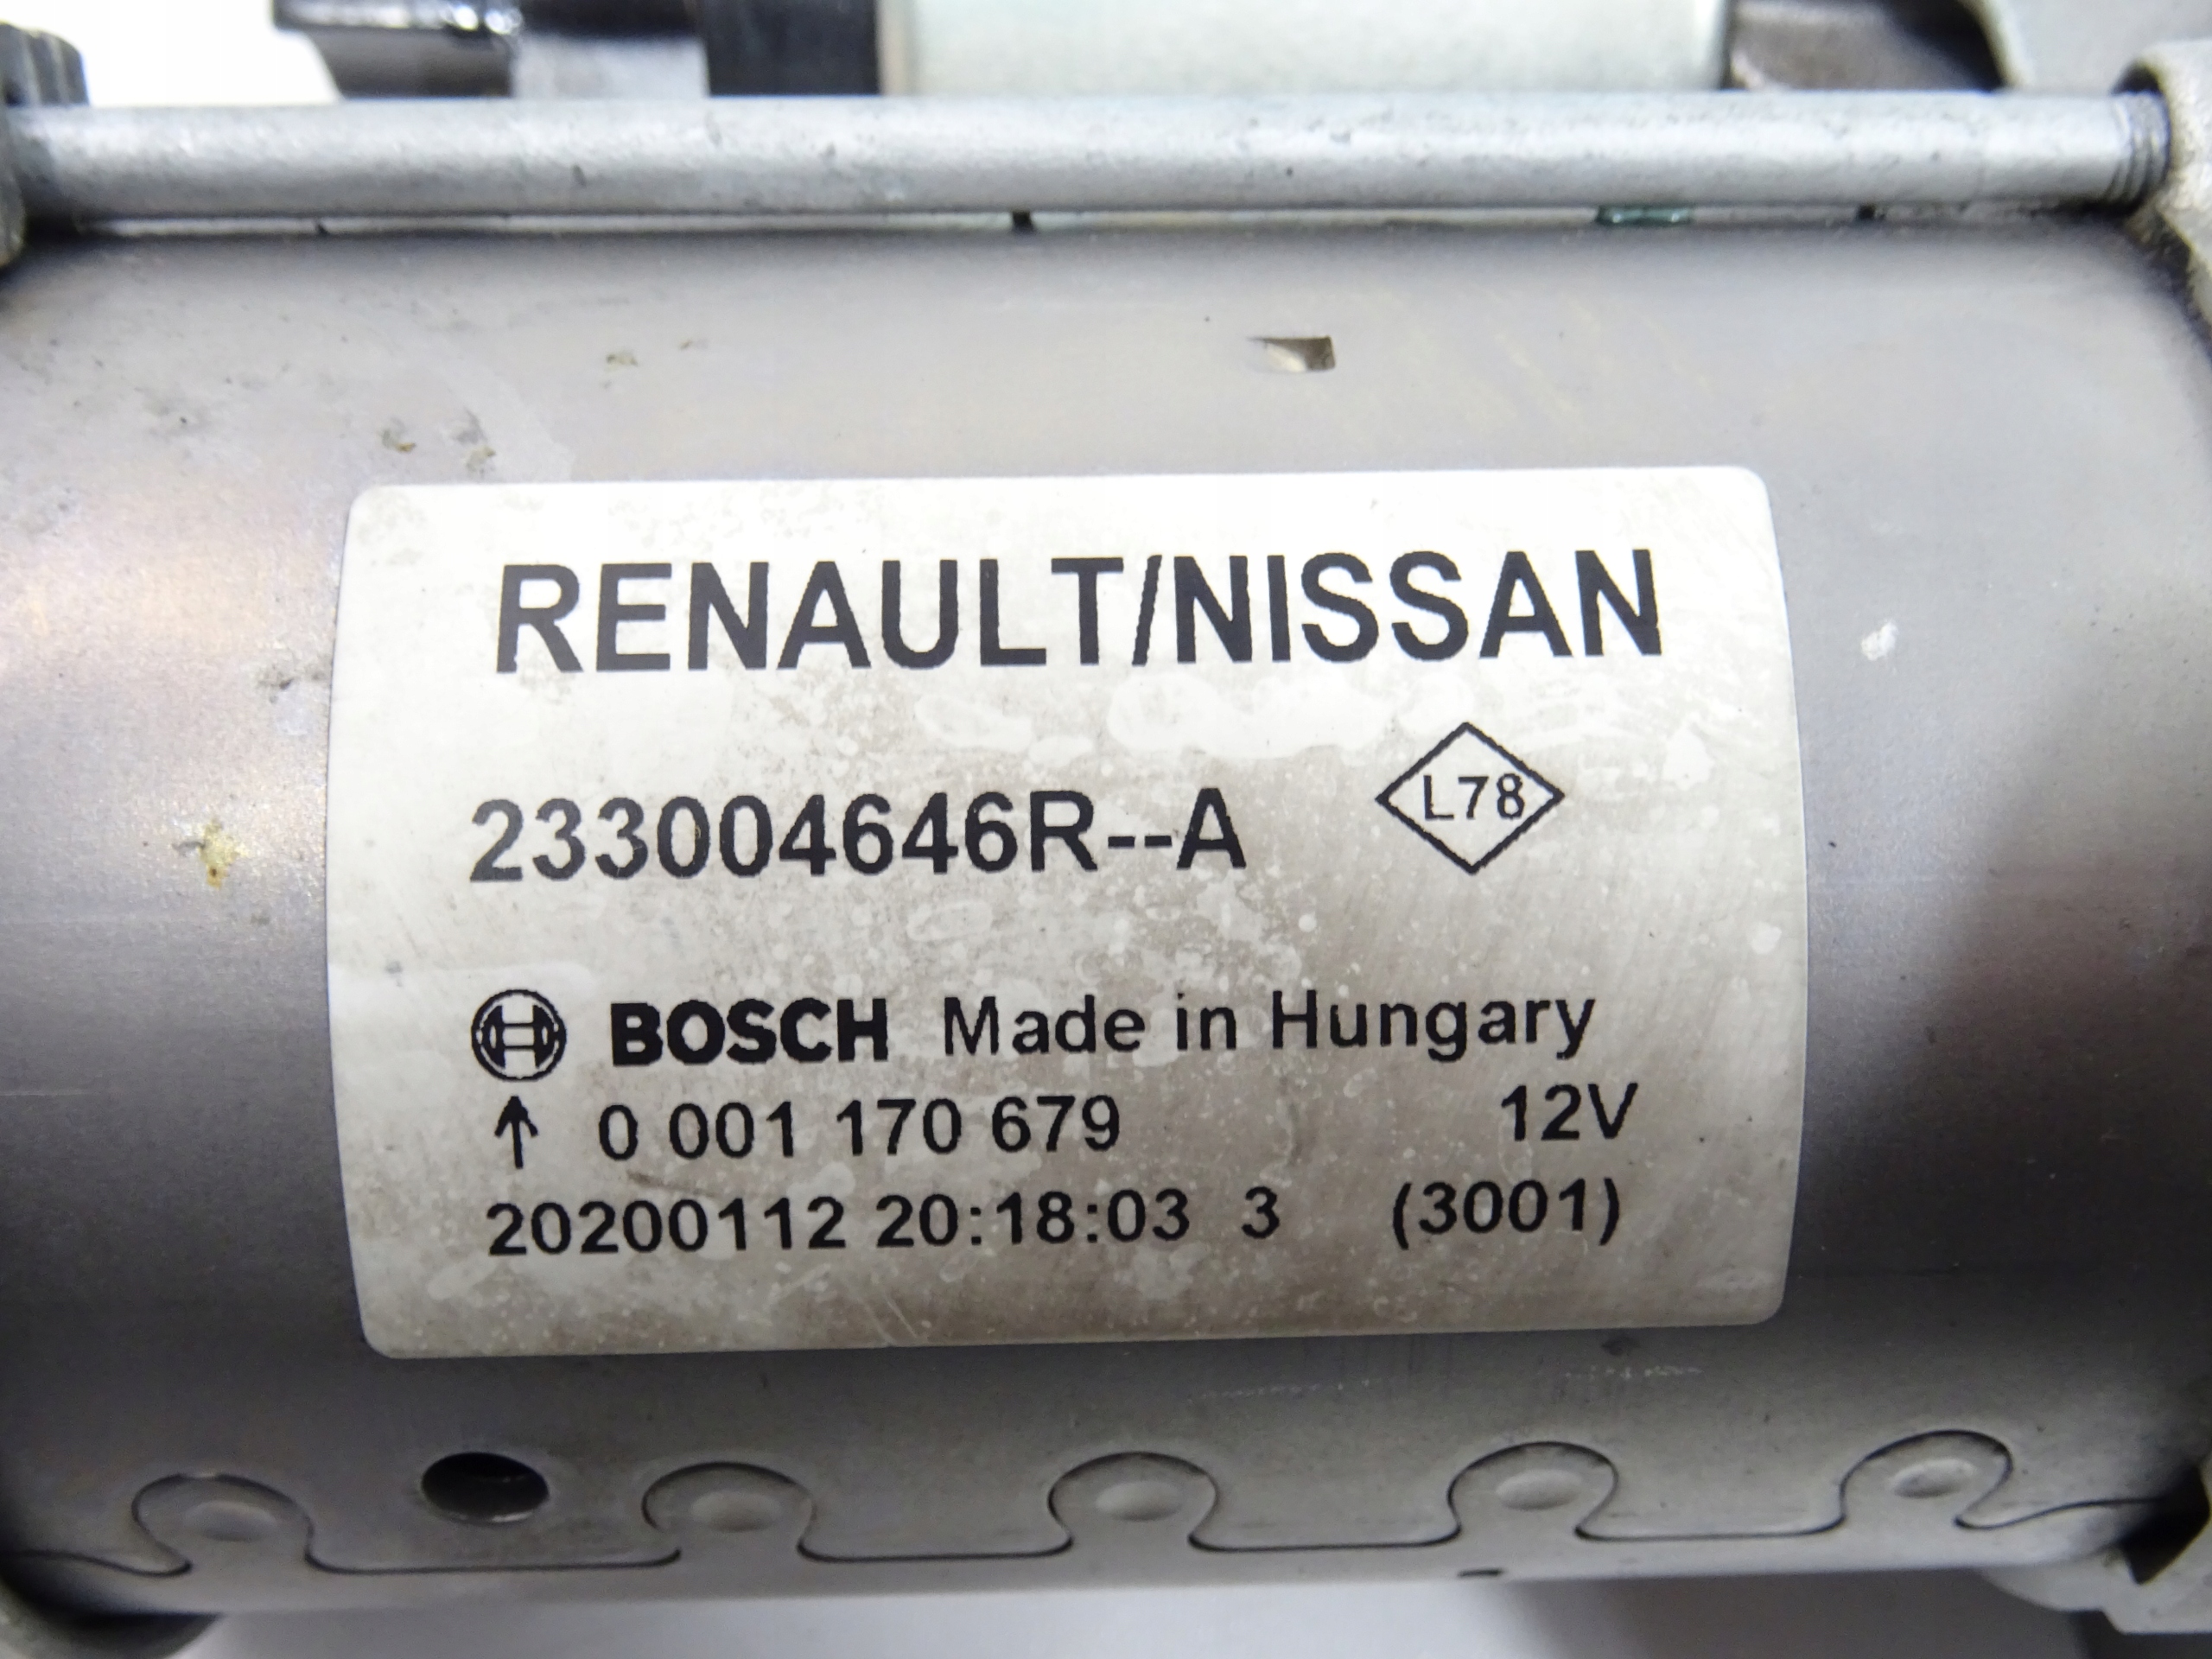 RENAULT/NISSAN
233004646R--A L78
BOSCH Made in Hungary
↑ 0 001 170 679 12V
20200112 20:18:03 3 (3001)